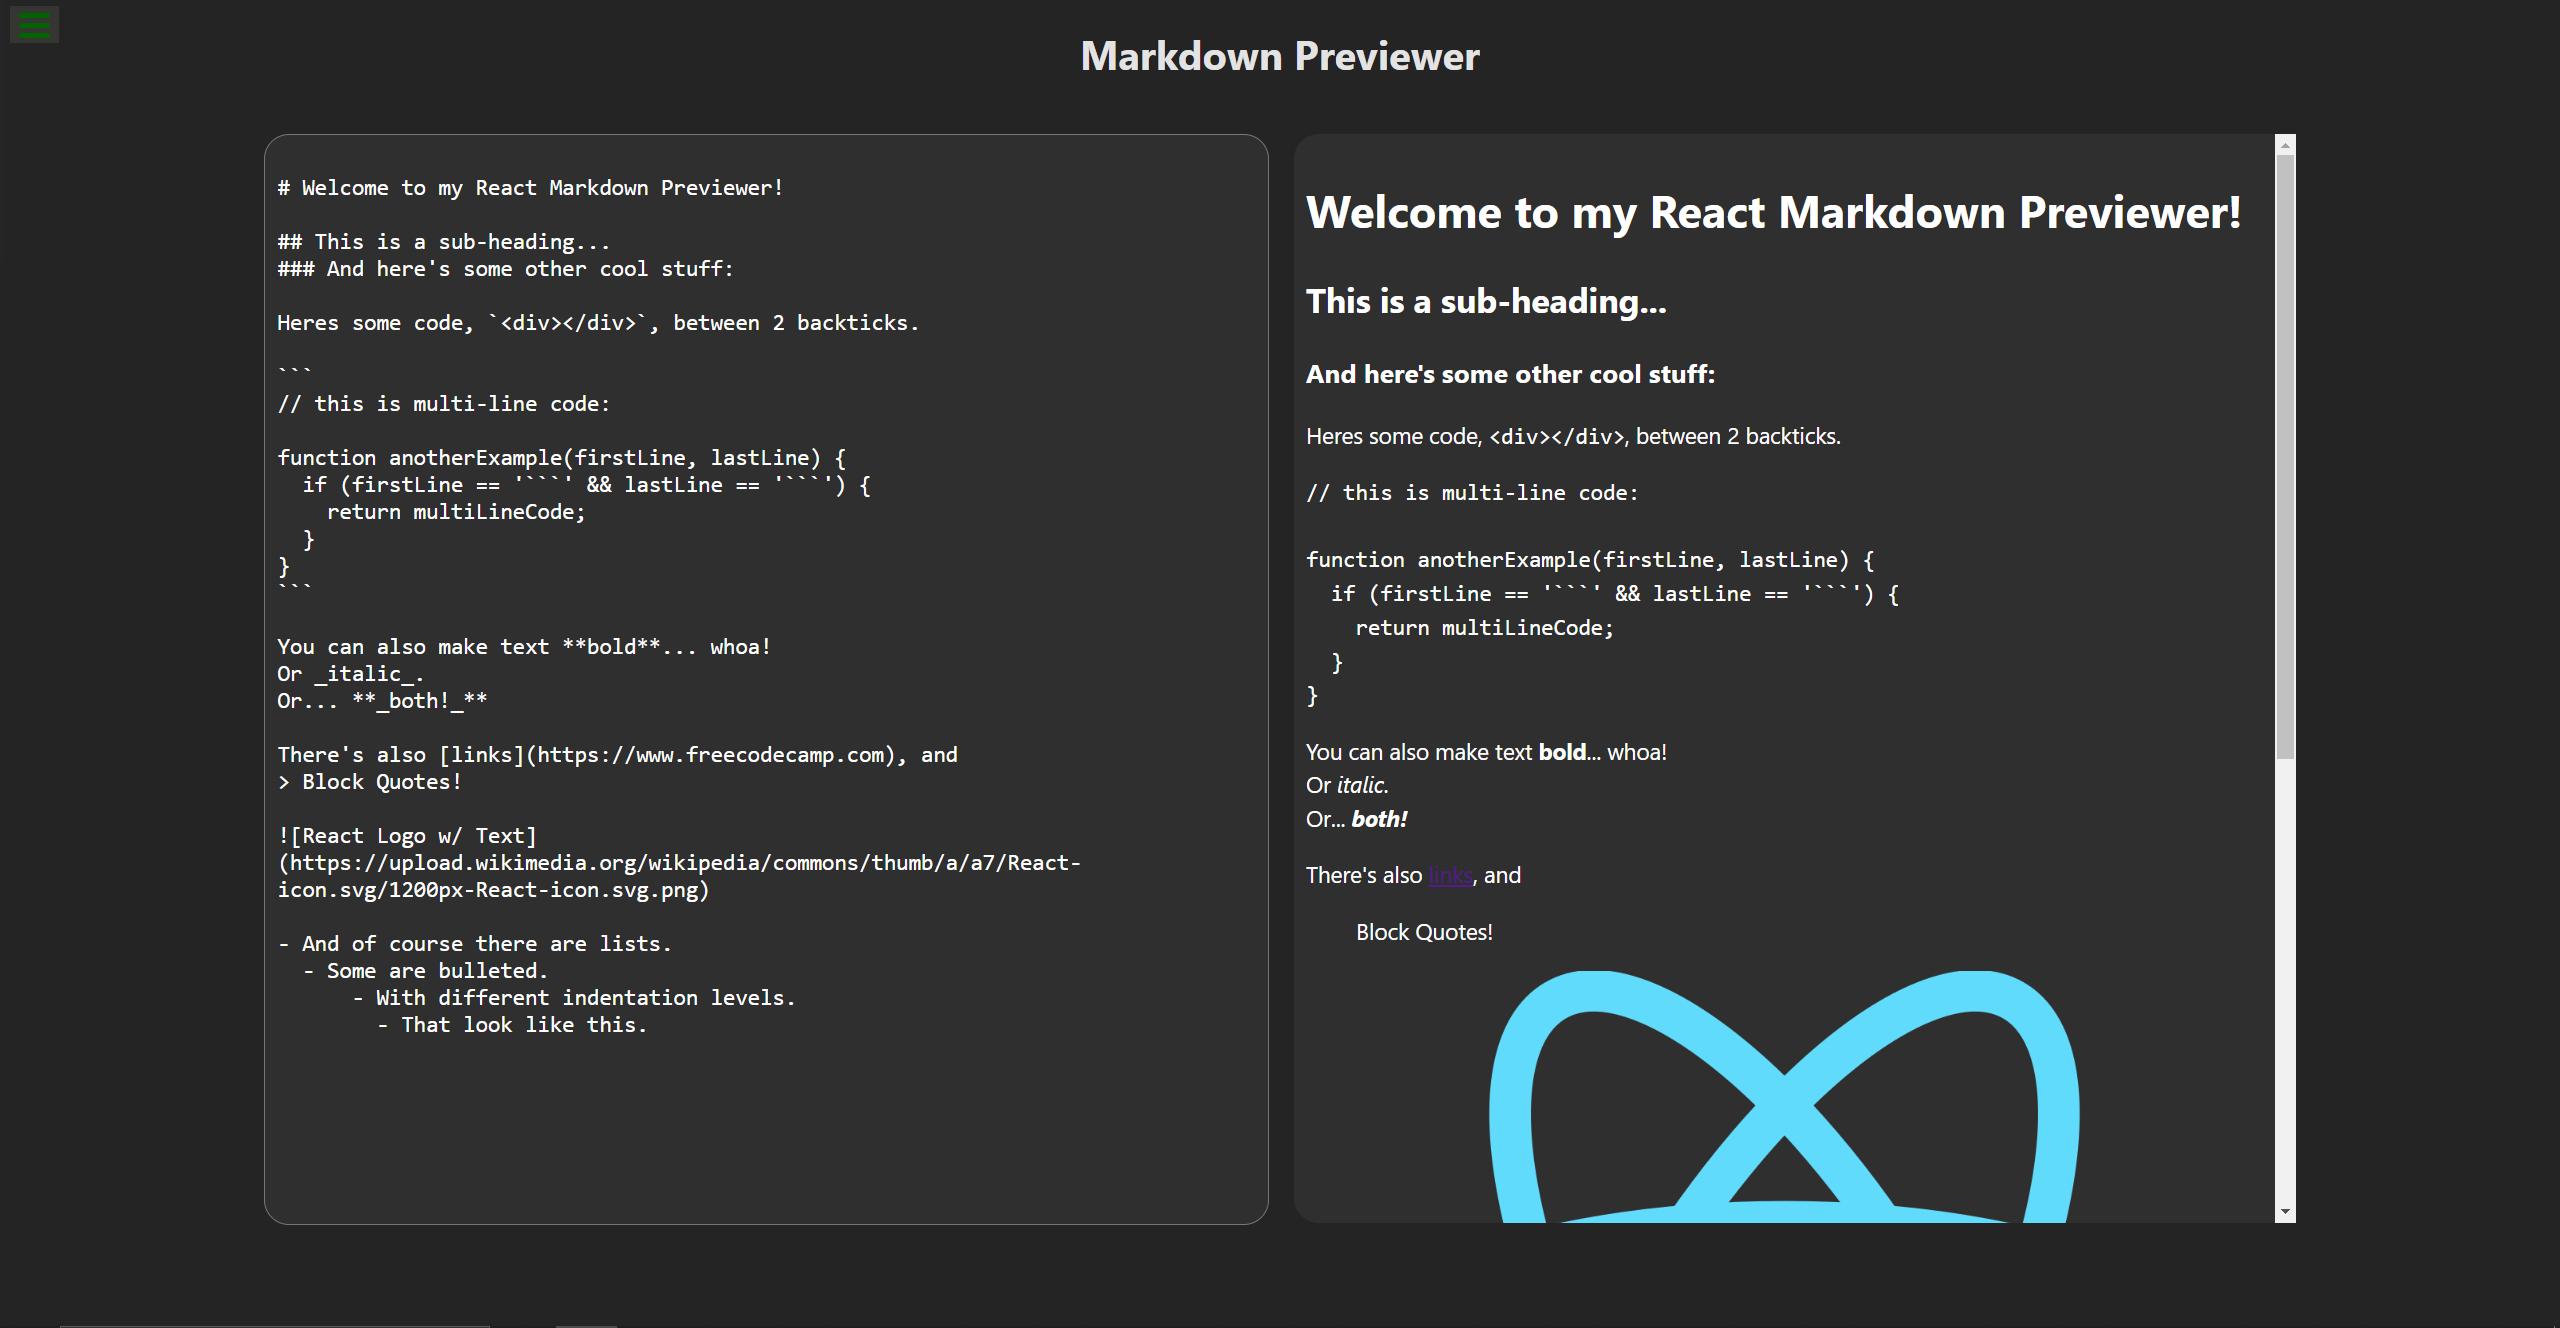 Markdown Previewer
# Welcome to my React Markdown Previewer!
## This is a sub-heading...
### And here's some other cool stuff:
Heres some code, `<div></div>`, between 2 backticks.
```
// this is multi-line code:
function anotherExample(firstLine, lastLine) {
  if (firstLine == '```' && lastLine == '```') {
    return multiLineCode;
  }
}
```
You can also make text **bold**... whoa!
Or _italic_.
Or... **_both!_**
There's also [links](https://www.freecodecamp.com), and
> Block Quotes!
![React Logo w/ Text]
(https://upload.wikimedia.org/wikipedia/commons/thumb/a/a7/React-
icon.svg/1200px-React-icon.svg.png)
- And of course there are lists.
  - Some are bulleted.
      - With different indentation levels.
        - That look like this.
Welcome to my React Markdown Previewer!
This is a sub-heading...
And here's some other cool stuff:
Heres some code, <div></div>, between 2 backticks.
// this is multi-line code:
function anotherExample(firstLine, lastLine) {
  if (firstLine == '```' && lastLine == '```') {
    return multiLineCode;
  }
}
You can also make text bold... whoa!
Or italic.
Or... both!
There's also links, and
Block Quotes!